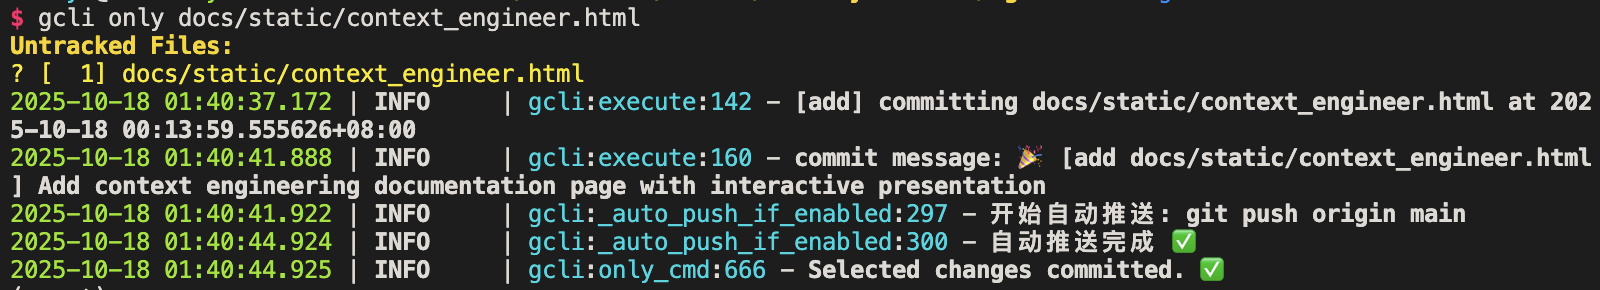 $ gcli only docs/static/context_engineer.html
Untracked Files:
? [  1] docs/static/context_engineer.html
2025-10-18 01:40:37.172 | INFO     | gcli:execute:142 - [add] committing docs/static/context_engineer.html at 202
5-10-18 00:13:59.555626+08:00
2025-10-18 01:40:41.888 | INFO     | gcli:execute:160 - commit message: 🎉 [add docs/static/context_engineer.html
] Add context engineering documentation page with interactive presentation
2025-10-18 01:40:41.922 | INFO     | gcli:_auto_push_if_enabled:297 - 开始自动推送: git push origin main
2025-10-18 01:40:44.924 | INFO     | gcli:_auto_push_if_enabled:300 - 自动推送完成 ✅
2025-10-18 01:40:44.925 | INFO     | gcli:only_cmd:666 - Selected changes committed. ✅